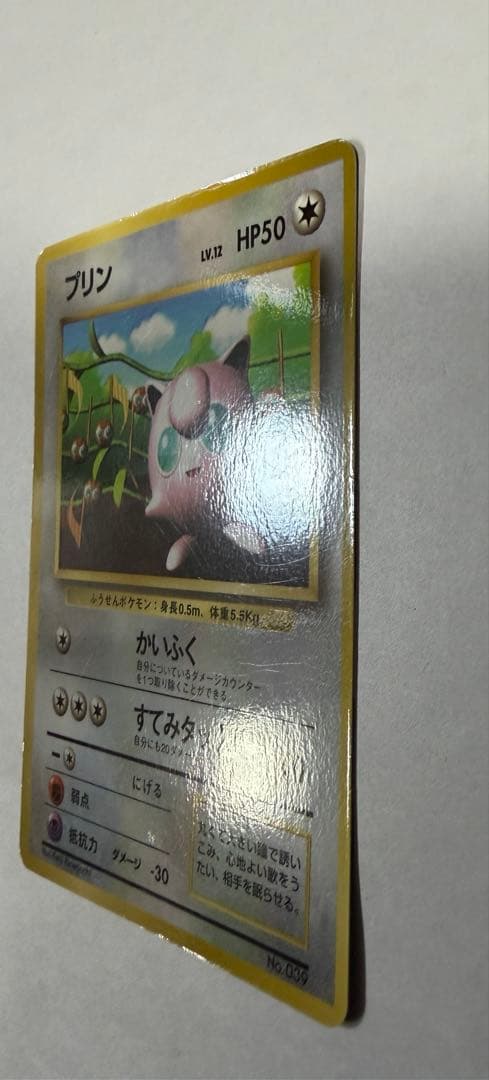 プリン
LV.12 HP50
ふうせんポケモン：身長0.5m、体重5.5Kg
かいふく
自分についているダメージカウンター
を1つ取り除くことができる
すてみタッ
自分にも20ダメー
にげる
弱点
抵抗力 ダメージ -30
丸くて大きい瞳で誘い
こみ、心地よい歌をう
たい、相手を眠らせる。
No.039